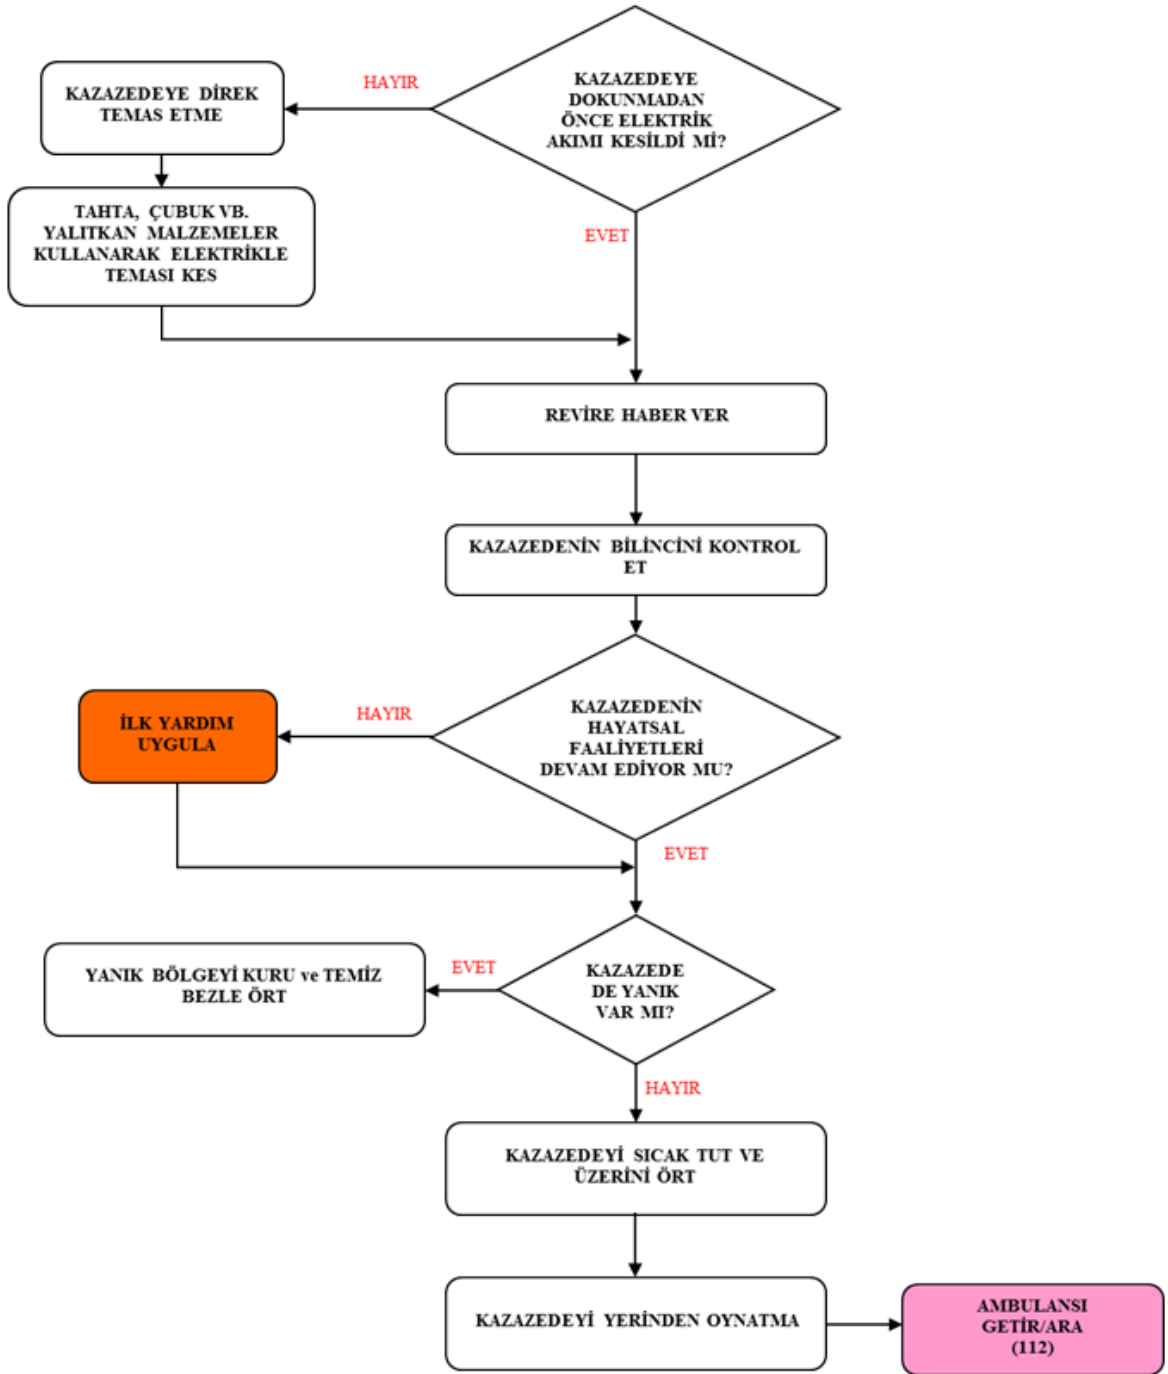 KAZAZEDEYE
DOKUNMADAN
ÖNCE ELEKTRİK
AKIMI KESİLDİ Mİ?
HAYIR
KAZAZEDEYE DİREK
TEMAS ETME
TAHTA, ÇUBUK VB.
YALITKAN MALZEMELER
KULLANARAK ELEKTRİKLE
TEMASI KES
EVET
REVİRE HABER VER
KAZAZEDENİN BİLİNCİNİ KONTROL
ET
KAZAZEDENİN
HAYATSAL
FAALİYETLERİ
DEVAM EDİYOR MU?
HAYIR
İLK YARDIM
UYGULA
EVET
KAZAZEDE
DE YANIK
VAR MI?
EVET
YANIK BÖLGEYİ KURU ve TEMİZ
BEZLE ÖRT
HAYIR
KAZAZEDEYİ SICAK TUT VE
ÜZERİNİ ÖRT
KAZAZEDEYİ YERİNDEN OYNATMA
AMBULANSI
GETİR/ARA
(112)